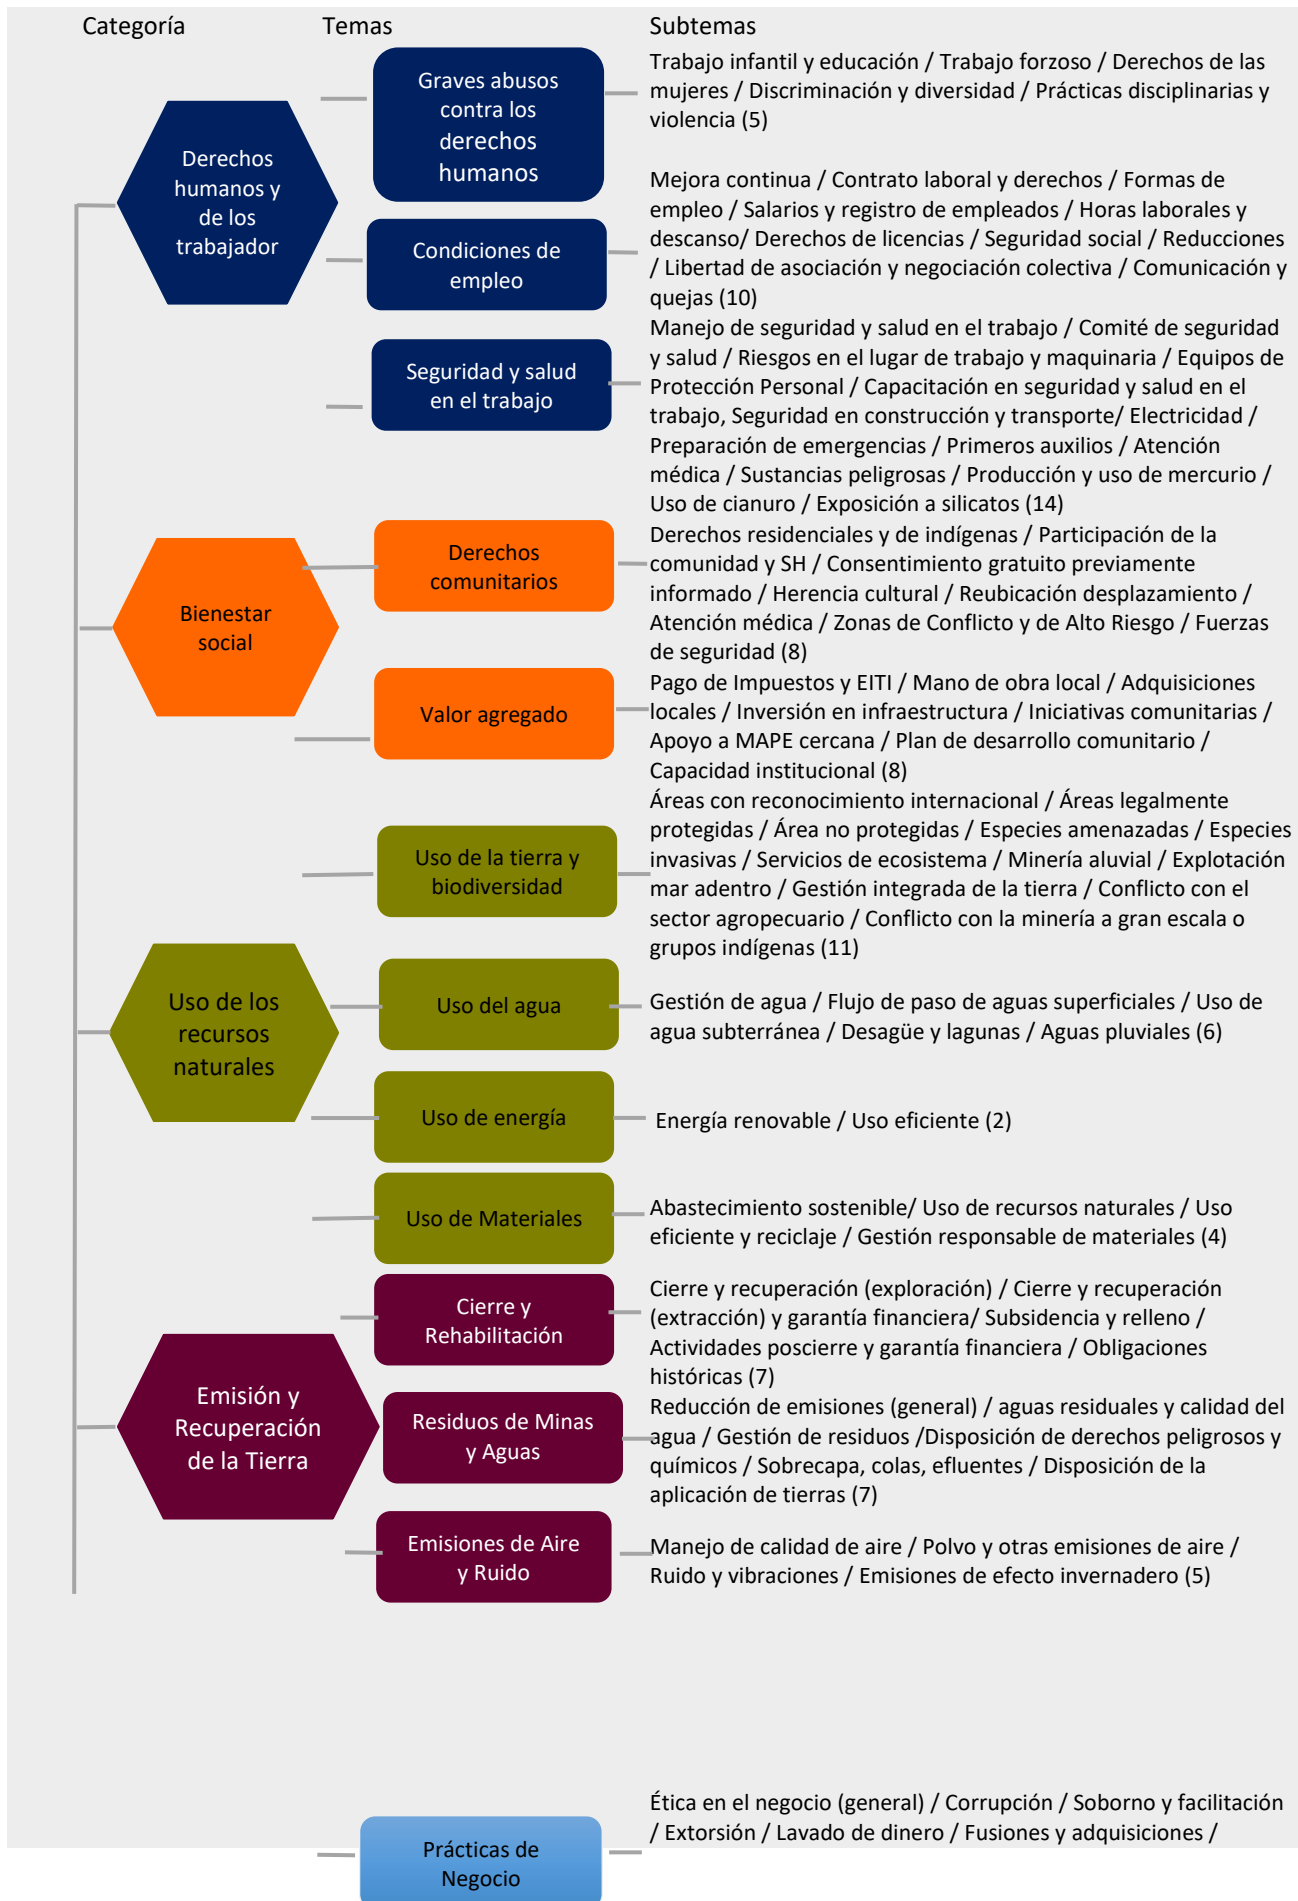 Categoría
Temas
Subtemas
Derechos
humanos y
de los
trabajador
Graves abusos
contra los
derechos
humanos
Trabajo infantil y educación / Trabajo forzoso / Derechos de las
mujeres / Discriminación y diversidad / Prácticas disciplinarias y
violencia (5)
Condiciones de
empleo
Mejora continua / Contrato laboral y derechos / Formas de
empleo / Salarios y registro de empleados / Horas laborales y
descanso/ Derechos de licencias / Seguridad social / Reducciones
/ Libertad de asociación y negociación colectiva / Comunicación y
quejas (10)
Seguridad y salud
en el trabajo
Manejo de seguridad y salud en el trabajo / Comité de seguridad
y salud / Riesgos en el lugar de trabajo y maquinaria / Equipos de
Protección Personal / Capacitación en seguridad y salud en el
trabajo, Seguridad en construcción y transporte/ Electricidad /
Preparación de emergencias / Primeros auxilios / Atención
médica / Sustancias peligrosas / Producción y uso de mercurio /
Uso de cianuro / Exposición a silicatos (14)
Bienestar
social
Derechos
comunitarios
Derechos residenciales y de indígenas / Participación de la
comunidad y SH / Consentimiento gratuito previamente
informado / Herencia cultural / Reubicación desplazamiento /
Atención médica / Zonas de Conflicto y de Alto Riesgo / Fuerzas
de seguridad (8)
Valor agregado
Pago de Impuestos y EITI / Mano de obra local / Adquisiciones
locales / Inversión en infraestructura / Iniciativas comunitarias /
Apoyo a MAPE cercana / Plan de desarrollo comunitario /
Capacidad institucional (8)
Uso de los
recursos
naturales
Uso de la tierra y
biodiversidad
Áreas con reconocimiento internacional / Áreas legalmente
protegidas / Área no protegidas / Especies amenazadas / Especies
invasivas / Servicios de ecosistema / Minería aluvial / Explotación
mar adentro / Gestión integrada de la tierra / Conflicto con el
sector agropecuario / Conflicto con la minería a gran escala o
grupos indígenas (11)
Uso del agua
Gestión de agua / Flujo de paso de aguas superficiales / Uso de
agua subterránea / Desagüe y lagunas / Aguas pluviales (6)
Uso de energía
Energía renovable / Uso eficiente (2)
Uso de Materiales
Abastecimiento sostenible/ Uso de recursos naturales / Uso
eficiente y reciclaje / Gestión responsable de materiales (4)
Emisión y
Recuperación
de la Tierra
Cierre y
Rehabilitación
Cierre y recuperación (exploración) / Cierre y recuperación
(extracción) y garantía financiera/ Subsidencia y relleno /
Actividades poscierre y garantía financiera / Obligaciones
históricas (7)
Residuos de Minas
y Aguas
Reducción de emisiones (general) / aguas residuales y calidad del
agua / Gestión de residuos /Disposición de derechos peligrosos y
químicos / Sobrecapa, colas, efluentes / Disposición de la
aplicación de tierras (7)
Emisiones de Aire
y Ruido
Manejo de calidad de aire / Polvo y otras emisiones de aire /
Ruido y vibraciones / Emisiones de efecto invernadero (5)
Prácticas de
Negocio
Ética en el negocio (general) / Corrupción / Soborno y facilitación
/ Extorsión / Lavado de dinero / Fusiones y adquisiciones /